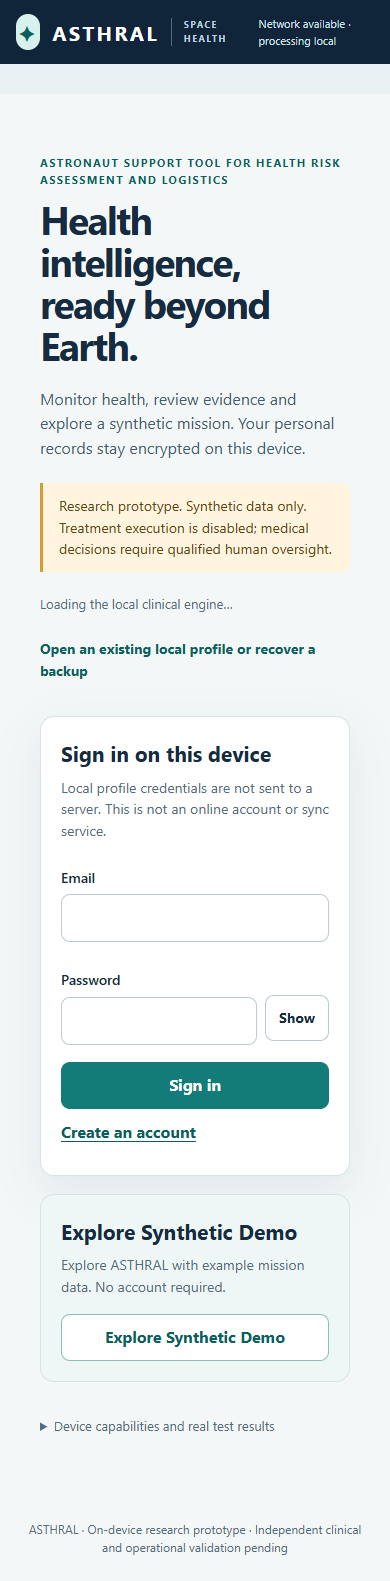 ASTHRAL
SPACE
HEALTH
Network available ·
processing local
ASTRONAUT SUPPORT TOOL FOR HEALTH RISK
ASSESSMENT AND LOGISTICS
Health
intelligence,
ready beyond
Earth.
Monitor health, review evidence and
explore a synthetic mission. Your personal
records stay encrypted on this device.
Research prototype. Synthetic data only.
Treatment execution is disabled; medical
decisions require qualified human oversight.
Loading the local clinical engine...
Open an existing local profile or recover a
backup
Sign in on this device
Local profile credentials are not sent to a
server. This is not an online account or sync
service.
Email
Password
Show
Sign in
Create an account
Explore Synthetic Demo
Explore ASTHRAL with example mission
data. No account required.
Explore Synthetic Demo
Device capabilities and real test results
ASTHRAL · On-device research prototype · Independent clinical
and operational validation pending